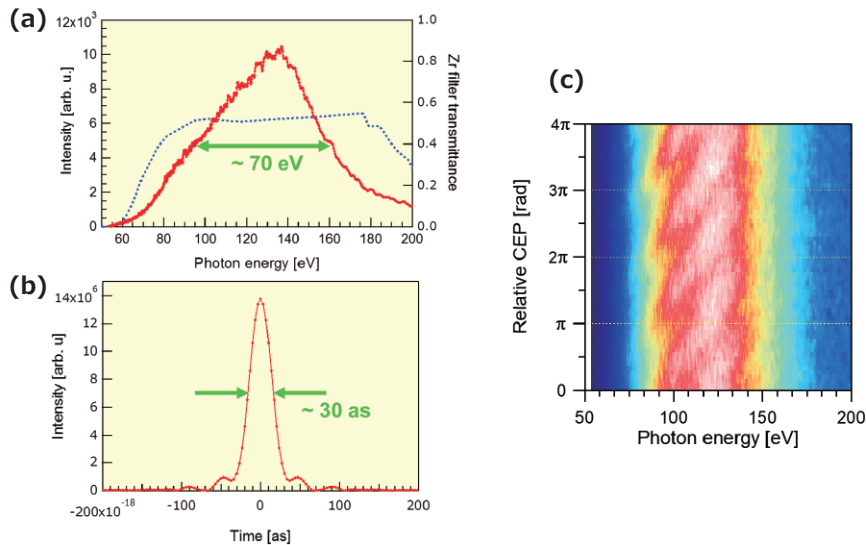 (a)
12x10³
10
8
6
4
2
0
Intensity [arb. u.]
1.0
0.8
0.6
0.4
0.2
0.0
Zr filter transmittance
~ 70 eV
60 80 100 120 140 160 180 200
Photon energy [eV]
(b)
14x10⁶
12
10
8
6
4
2
0
Intensity [arb. u]
~ 30 as
-200x10⁻¹⁸ -100 0 100 200
Time [as]
(c)
4π
3π
2π
π
0
Relative CEP [rad]
50 100 150 200
Photon energy [eV]